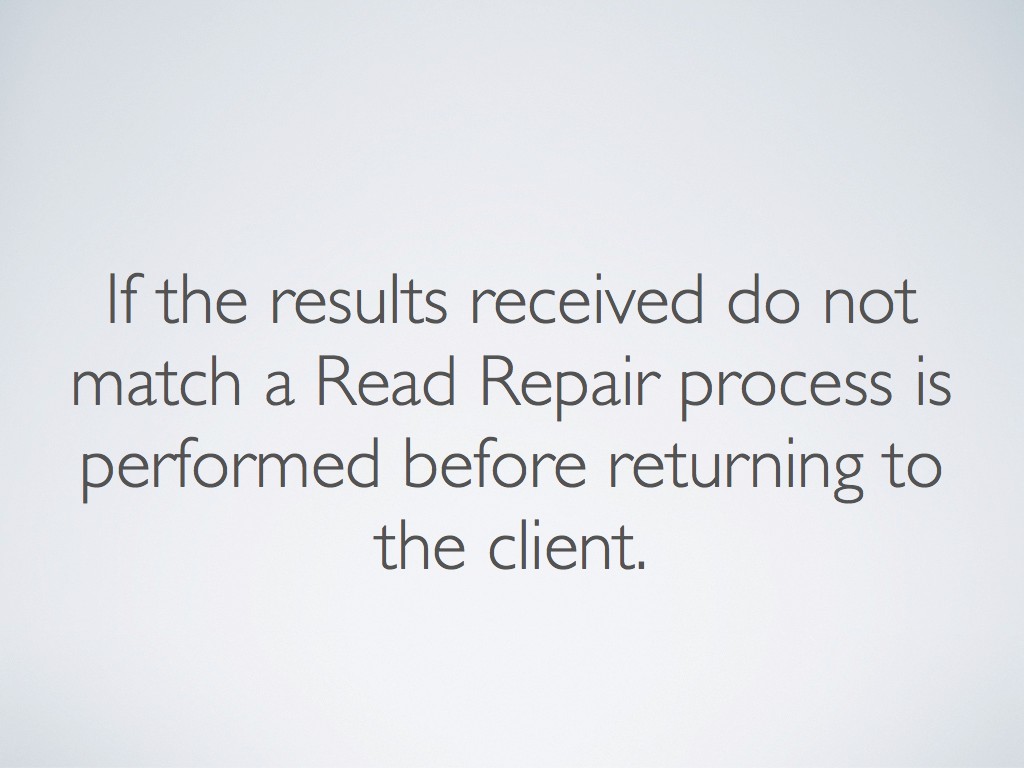 If the results received do not
match a Read Repair process is
performed before returning to
the client.